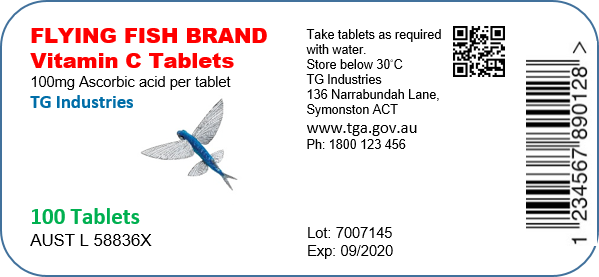 FLYING FISH BRAND
Vitamin C Tablets
100mg Ascorbic acid per tablet
TG Industries
100 Tablets
AUST L 58836X
Take tablets as required
with water.
Store below 30°C
TG Industries
136 Narrabundah Lane,
Symonston ACT
www.tga.gov.au
Ph: 1800 123 456
Lot: 7007145
Exp: 09/2020
1 234567 890128 >